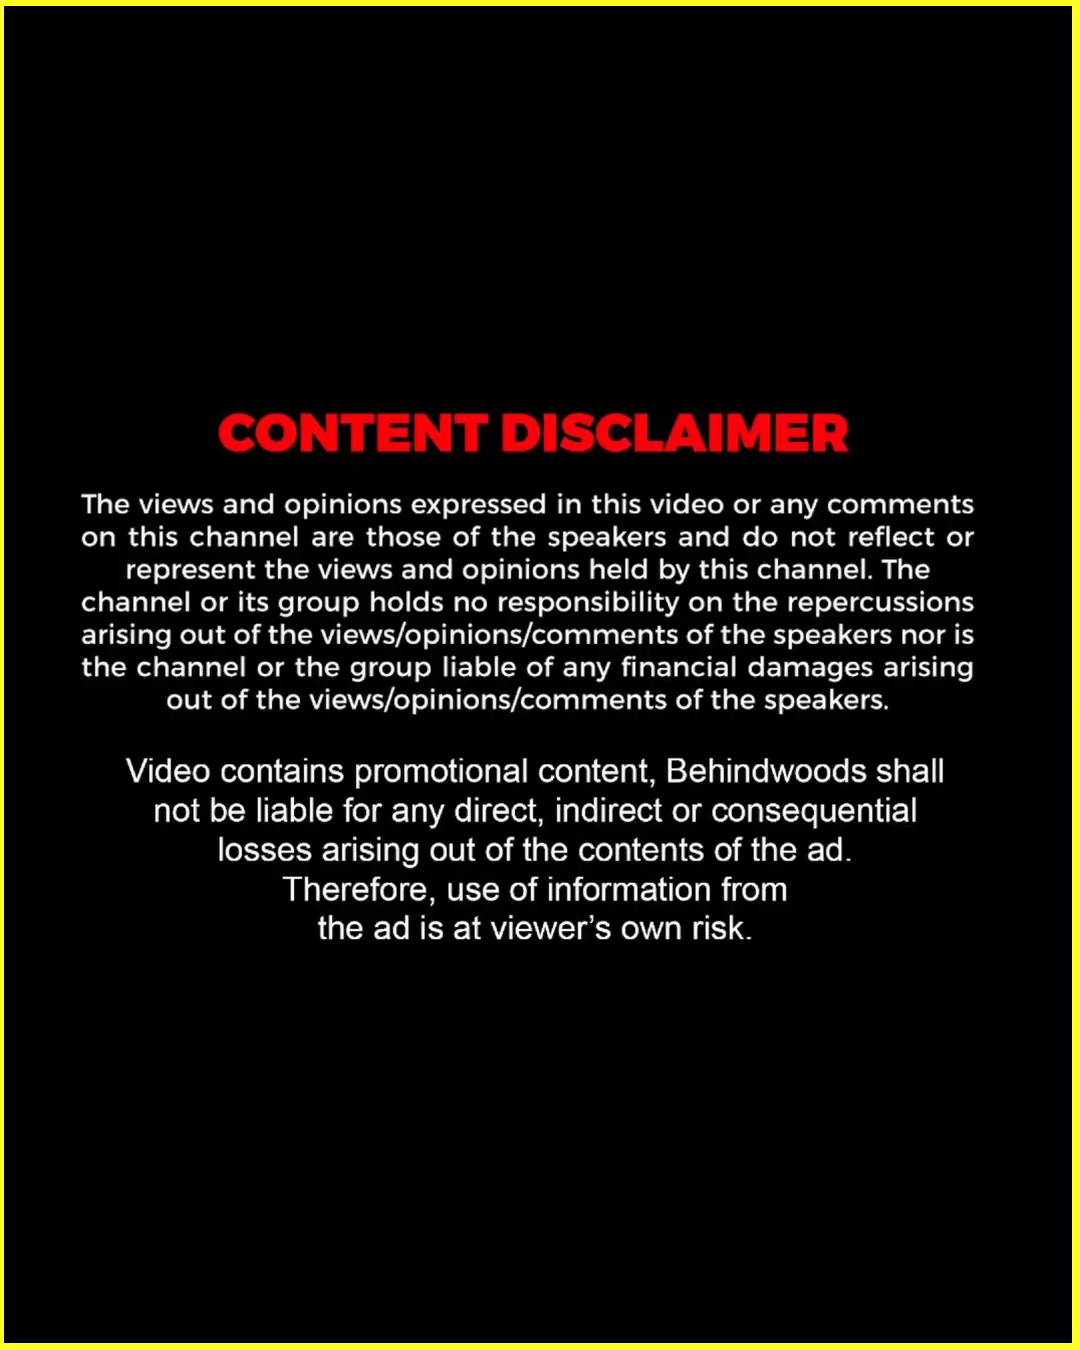 CONTENT DISCLAIMER
The views and opinions expressed in this video or any comments
on this channel are those of the speakers and do not reflect or
represent the views and opinions held by this channel. The
channel or its group holds no responsibility on the repercussions
arising out of the views/opinions/comments of the speakers nor is
the channel or the group liable of any financial damages arising
out of the views/opinions/comments of the speakers.
Video contains promotional content, Behindwoods shall
not be liable for any direct, indirect or consequential
losses arising out of the contents of the ad.
Therefore, use of information from
the ad is at viewer’s own risk.